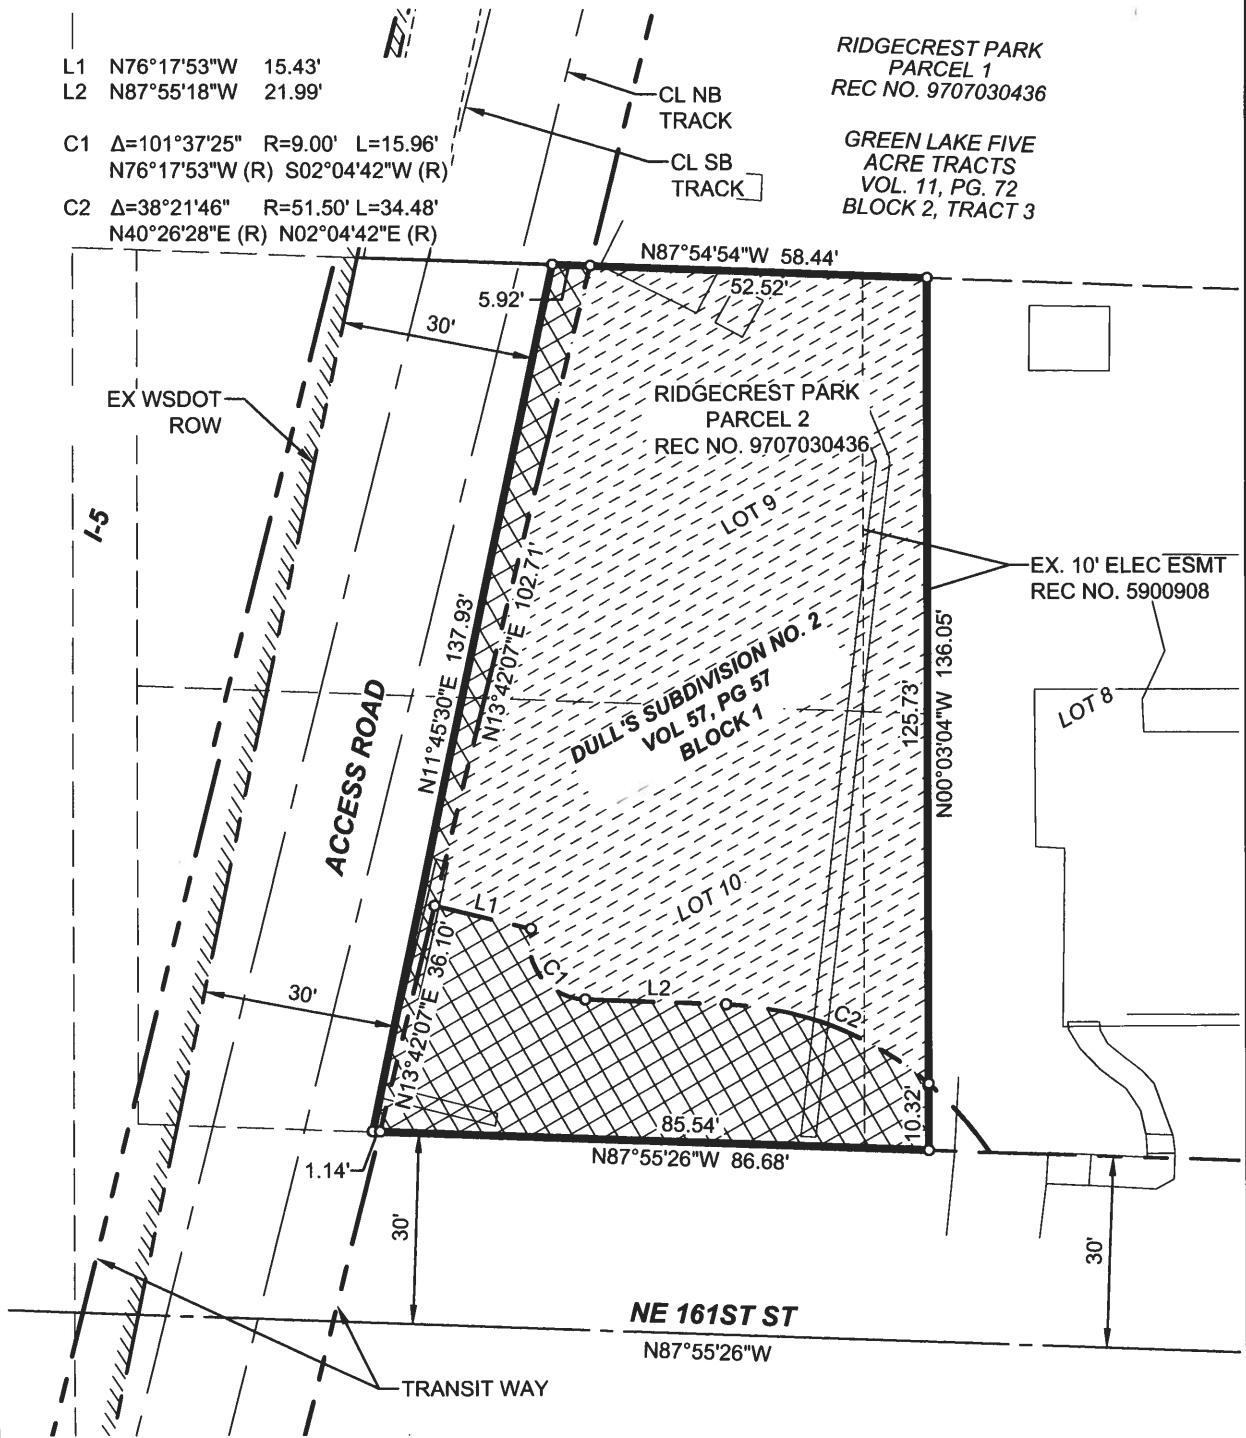 L1 N76°17'53"W 15.43'
L2 N87°55'18"W 21.99'
C1 Δ=101°37'25" R=9.00' L=15.96'
N76°17'53"W (R) S02°04'42"W (R)
C2 Δ=38°21'46" R=51.50' L=34.48'
N40°26'28"E (R) N02°04'42"E (R)
CL NB
TRACK
CL SB
TRACK
RIDGECREST PARK
PARCEL 1
REC NO. 9707030436
GREEN LAKE FIVE
ACRE TRACTS
VOL. 11, PG. 72
BLOCK 2, TRACT 3
N87°54'54"W 58.44'
5.92'
52.52'
30'
EX WSDOT
ROW
RIDGECREST PARK
PARCEL 2
REC NO. 9707030436
I-5
LOT 9
EX. 10' ELEC ESMT
REC NO. 5900908
N11°45'30"E 137.93'
N13°42'07"E 102.71'
DULL'S SUBDIVISION NO. 2
VOL 57, PG 57
BLOCK 1
125.73'
N00°03'04"W 136.05'
LOT 8
ACCESS ROAD
LOT 10
L1
C1
L2
C2
30'
N13°42'07"E 36.10'
10.32'
85.54'
N87°55'26"W 86.68'
1.14'
30'
30'
NE 161ST ST
N87°55'26"W
TRANSIT WAY